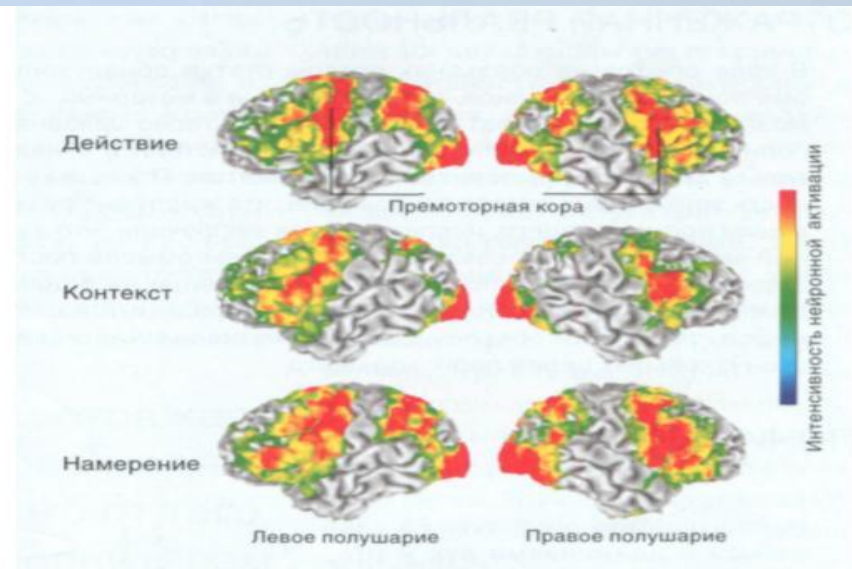 Действие
Премоторная кора
Контекст
Намерение
Левое полушарие
Правое полушарие
Интенсивность нейронной активации